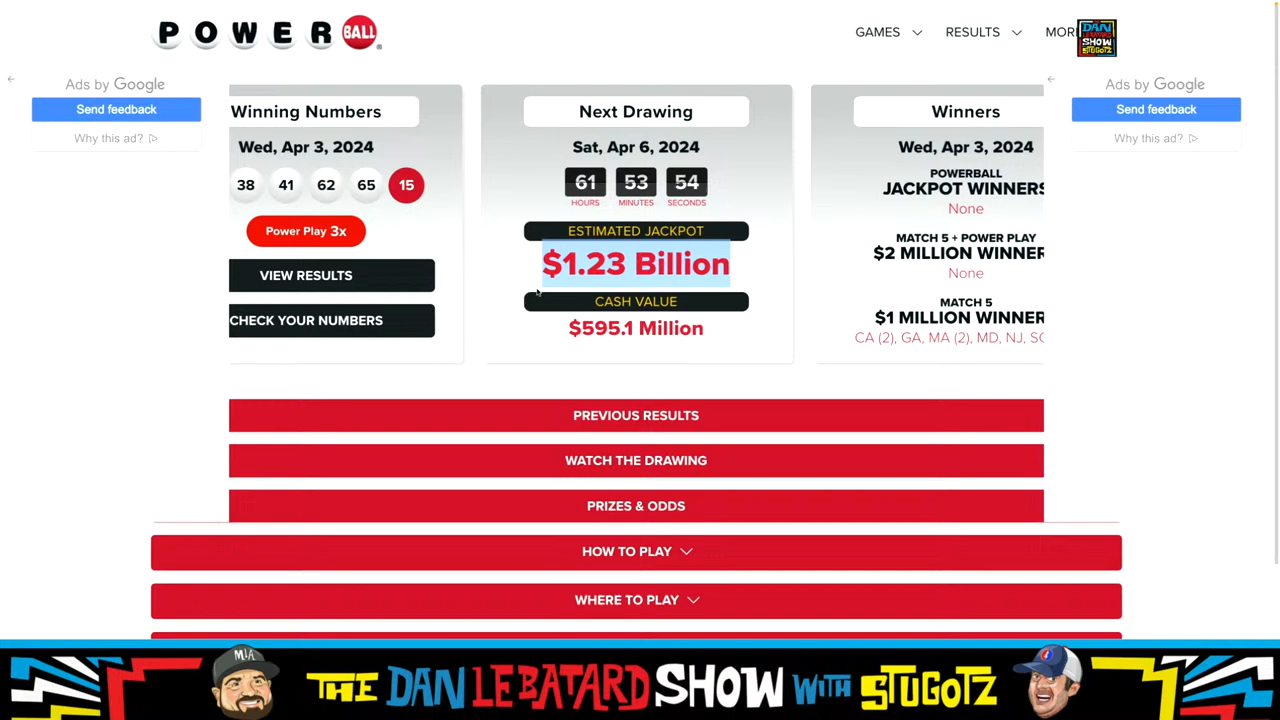 POWERBALL
GAMES
RESULTS
MOR
DAN
LEBATARD
SHOW
STUGOTZ
Ads by Google
Send feedback
Why this ad?
Winning Numbers
Wed, Apr 3, 2024
38 41 62 65 15
Power Play 3x
VIEW RESULTS
CHECK YOUR NUMBERS
Next Drawing
Sat, Apr 6, 2024
61 53 54
HOURS MINUTES SECONDS
ESTIMATED JACKPOT
$1.23 Billion
CASH VALUE
$595.1 Million
Winners
Wed, Apr 3, 2024
POWERBALL
JACKPOT WINNERS
None
MATCH 5 + POWER PLAY
$2 MILLION WINNER
None
MATCH 5
$1 MILLION WINNER
CA (2), GA, MA (2), MD, NJ, SC
Ads by Google
Send feedback
Why this ad?
PREVIOUS RESULTS
WATCH THE DRAWING
PRIZES & ODDS
HOW TO PLAY
WHERE TO PLAY
MIA
THE DAN LEBATARD SHOW WITH STUGOTZ